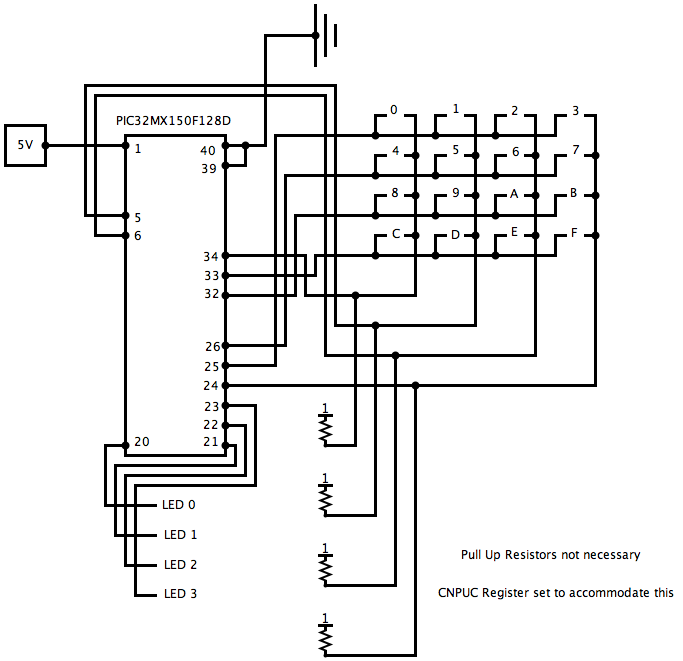 0 1 2 3
PIC32MX150F128D
5V
1
40
4 5 6 7
39
8 9 A B
5
6
C D E F
34
33
32
26
25
24
23
1
22
20
21
1
LED 0
LED 1
1
Pull Up Resistors not necessary
LED 2
LED 3
CNPUC Register set to accommodate this
1